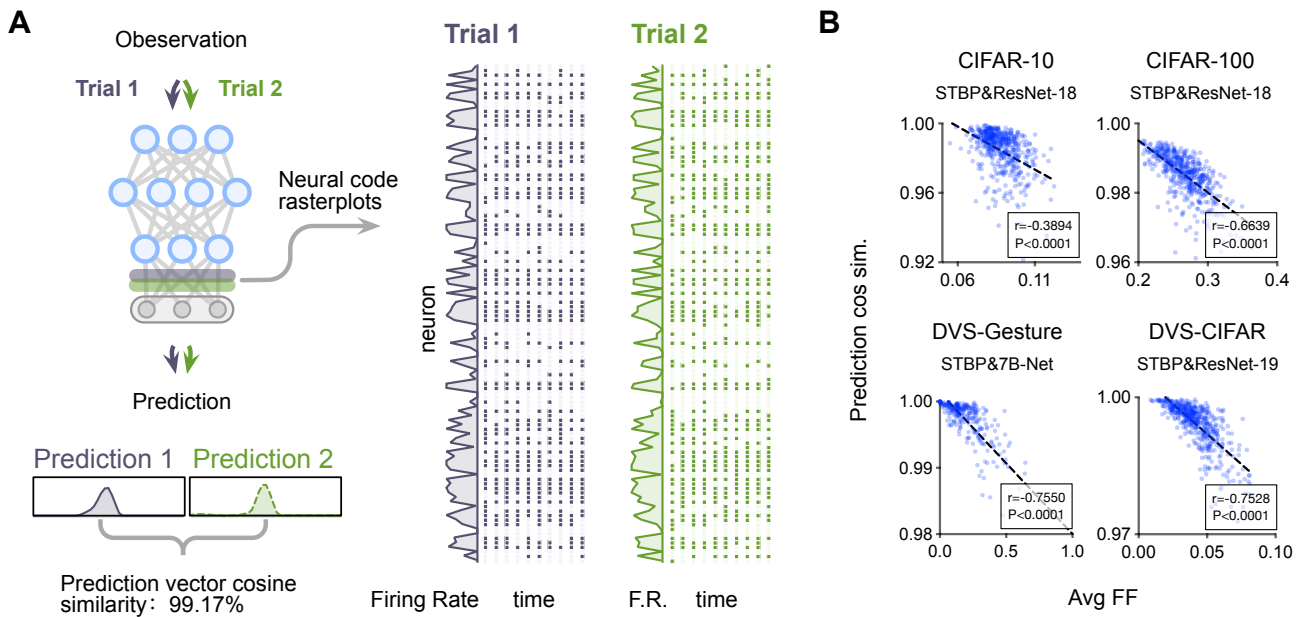 A
Obeservation
Trial 1
Trial 2
Neural code
rasterplots
Prediction
Prediction 1
Prediction 2
Prediction vector cosine
similarity: 99.17%
Trial 1
Trial 2
neuron
Firing Rate
time
F.R.
time
B
Prediction cos sim.
CIFAR-10
STBP&ResNet-18
1.00
0.96
0.92
0.06
0.12
r=-0.3894
P<0.0001
CIFAR-100
STBP&ResNet-18
1.00
0.98
0.96
0.2
0.3
0.4
r=-0.6639
P<0.0001
DVS-Gesture
STBP&7B-Net
1.00
0.99
0.98
0.0
0.5
1.0
r=-0.7550
P<0.0001
DVS-CIFAR
STBP&ResNet-19
1.00
0.97
0.00
0.05
0.10
r=-0.7528
P<0.0001
Avg FF